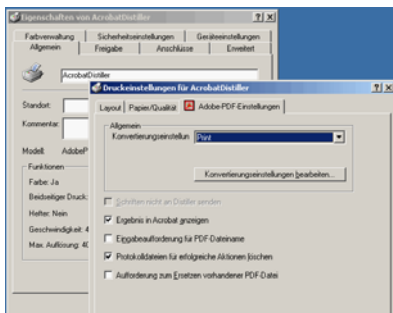 Eigenschaften von AcrobatDistiller
Farbverwaltung Sicherheitseinstellungen Geräteeinstellungen
Allgemein Freigabe Anschlüsse Erweitert
AcrobatDistiller
Standort:
Kommentar:
Modell: AdobeP
Funktionen
Farbe: Ja
Beidseitiger Druck:
Hefter: Nein
Geschwindigkeit: 4
Max. Auflösung: 40
Druckeinstellungen für AcrobatDistiller
Layout Papier/Qualität Adobe-PDF-Einstellungen
Allgemein
Konvertierungseinstellun Print
Konvertierungseinstellungen bearbeiten...
Schriften nicht an Distiller senden
Ergebnis in Acrobat anzeigen
Eingabeaufforderung für PDF-Dateiname
Protokolldateien für erfolgreiche Aktionen löschen
Aufforderung zum Ersetzen vorhandener PDF-Datei